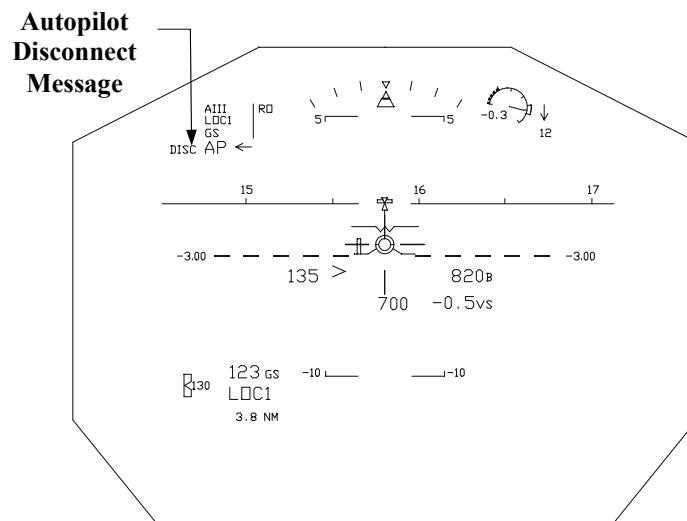 Autopilot
Disconnect
Message
AIII RO
LOC1
GS
DISC AP
5 5
-0.3
12
15 16 17
-3.00 -3.00
135 820B
700 -0.5VS
130 123 GS -10 -10
LOC1
3.8 NM